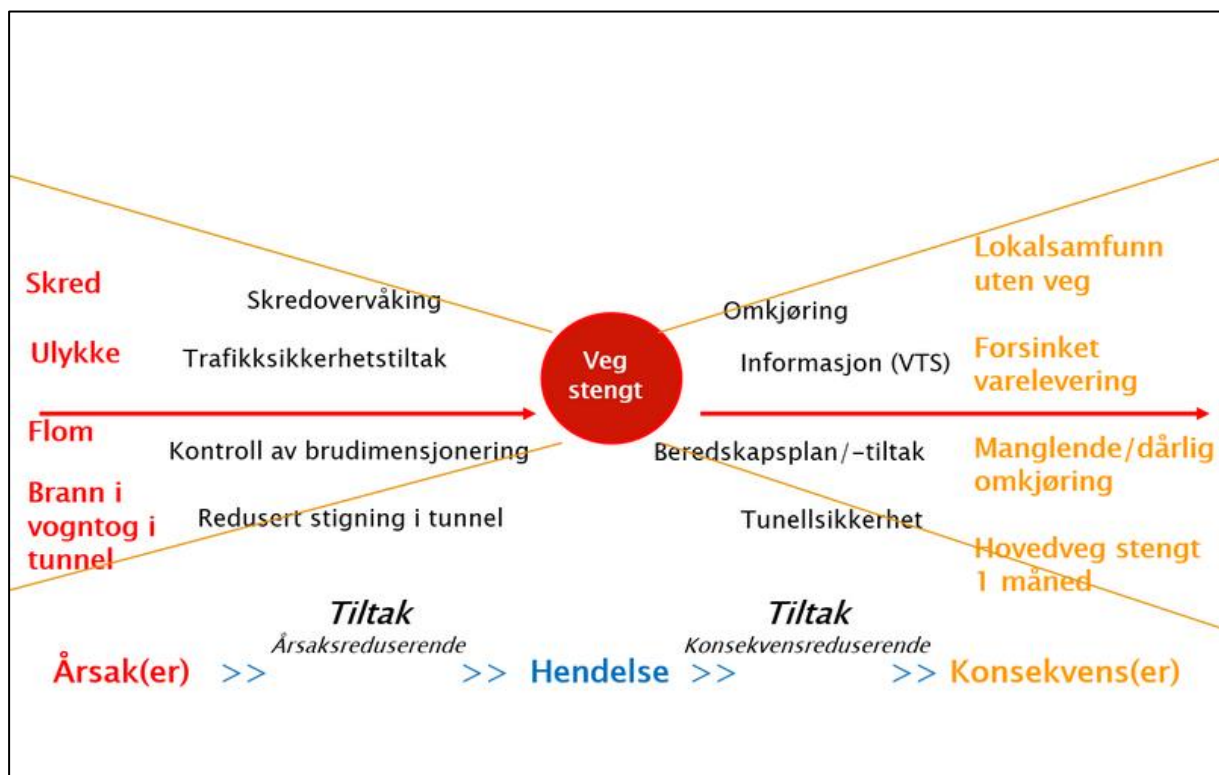 Skred
Skredovervåking
Ulykke
Trafikksikkerhetstiltak
Flom
Kontroll av brudimensjonering
Brann i
vogntog i
tunnel
Redusert stigning i tunnel
Veg
stengt
Omkjøring
Informasjon (VTS)
Beredskapsplan/-tiltak
Tunellsikkerhet
Lokalsamfunn
uten veg
Forsinket
varelevering
Manglende/dårlig
omkjøring
Hovedveg stengt
1 måned
Tiltak
Årsaksreduserende
Tiltak
Konsekvensreduserende
Årsak(er) >> >> Hendelse >> >> Konsekvens(er)